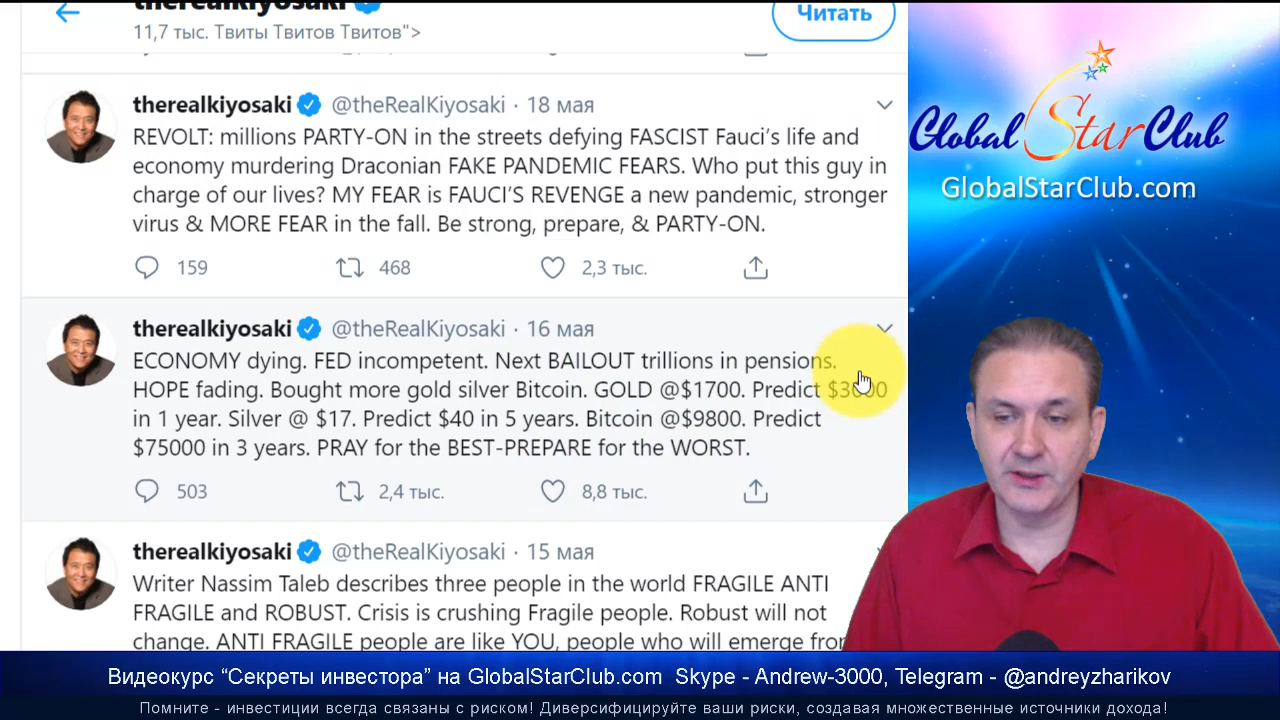 therealkiyosaki
Читать
11,7 тыс. Твиты Твитов Твитов">
therealkiyosaki @theRealKiyosaki · 18 мая
REVOLT: millions PARTY-ON in the streets defying FASCIST Fauci's life and
economy murdering Draconian FAKE PANDEMIC FEARS. Who put this guy in
charge of our lives? MY FEAR is FAUCI'S REVENGE a new pandemic, stronger
virus & MORE FEAR in the fall. Be strong, prepare, & PARTY-ON.
159 468 2,3 тыс.
therealkiyosaki @theRealKiyosaki · 16 мая
ECONOMY dying. FED incompetent. Next BAILOUT trillions in pensions.
HOPE fading. Bought more gold silver Bitcoin. GOLD @$1700. Predict $3000
in 1 year. Silver @ $17. Predict $40 in 5 years. Bitcoin @$9800. Predict
$75000 in 3 years. PRAY for the BEST-PREPARE for the WORST.
503 2,4 тыс. 8,8 тыс.
therealkiyosaki @theRealKiyosaki · 15 мая
Writer Nassim Taleb describes three people in the world FRAGILE ANTI
FRAGILE and ROBUST. Crisis is crushing Fragile people. Robust will not
change. ANTI FRAGILE people are like YOU, people who will emerge
Global Star Club
GlobalStarClub.com
Видеокурс “Секреты инвестора” на GlobalStarClub.com Skype - Andrew-3000, Telegram - @andreyzharikov
Помните - инвестиции всегда связаны с риском! Диверсифицируйте ваши риски, создавая множественные источники дохода!